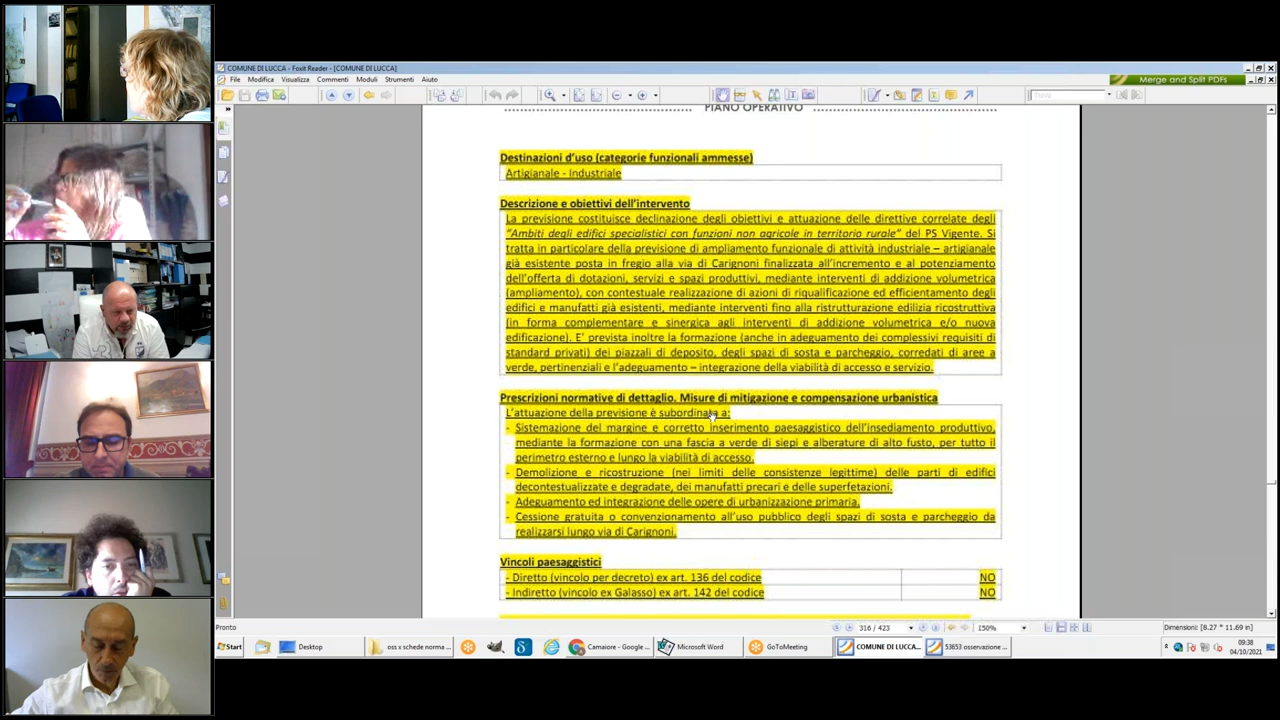 COMUNE DI LUCCA - Foxit Reader - [COMUNE DI LUCCA]
File Modifica Visualizza Commenti Moduli Strumenti Aiuto
Merge and Split PDFs
Trova
PIANO OPERATIVO
Destinazioni d'uso (categorie funzionali ammesse)
Artigianale - Industriale
Descrizione e obiettivi dell'intervento
La previsione costituisce declinazione degli obiettivi e attuazione delle direttive correlate degli
"Ambiti degli edifici specialistici con funzioni non agricole in territorio rurale" del PS Vigente. Si
tratta in particolare della previsione di ampliamento funzionale di attività industriale – artigianale
già esistente posta in fregio alla via di Carignoni finalizzata all'incremento e al potenziamento
dell'offerta di dotazioni, servizi e spazi produttivi, mediante interventi di addizione volumetrica
(ampliamento), con contestuale realizzazione di azioni di riqualificazione ed efficientamento degli
edifici e manufatti già esistenti, mediante interventi fino alla ristrutturazione edilizia ricostruttiva
(in forma complementare e sinergica agli interventi di addizione volumetrica e/o nuova
edificazione). E' prevista inoltre la formazione (anche in adeguamento dei complessivi requisiti di
standard privati) dei piazzali di deposito, degli spazi di sosta e parcheggio, corredati di aree a
verde, pertinenziali e l'adeguamento – integrazione della viabilità di accesso e servizio.
Prescrizioni normative di dettaglio. Misure di mitigazione e compensazione urbanistica
L'attuazione della previsione è subordinata a:
- Sistemazione del margine e corretto inserimento paesaggistico dell'insediamento produttivo,
mediante la formazione con una fascia a verde di siepi e alberature di alto fusto, per tutto il
perimetro esterno e lungo la viabilità di accesso.
- Demolizione e ricostruzione (nei limiti delle consistenze legittime) delle parti di edifici
decontestualizzate e degradate, dei manufatti precari e delle superfetazioni.
- Adeguamento ed integrazione delle opere di urbanizzazione primaria,
- Cessione gratuita o convenzionamento all'uso pubblico degli spazi di sosta e parcheggio da
realizzarsi lungo via di Carignoni.
Vincoli paesaggistici
- Diretto (vincolo per decreto) ex art. 136 del codice NO
- Indiretto (vincolo ex Galasso) ex art. 142 del codice NO
Pronto 316 / 423 150% Dimensioni: [8.27 * 11.69 in]
Start Desktop oss x schede norma ... Camaiore - Google ... Microsoft Word GoToMeeting COMUNE DI LUCCA... 53653 osservazione ... 09:38
04/10/2021